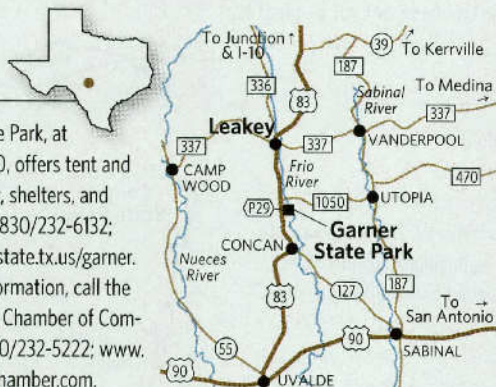 e Park, at
0, offers tent and
shelters, and
830/232-6132;
state.tx.us/garner.
ormation, call the
Chamber of Com-
0/232-5222; www.
hamber.com.
To Junction
& I-10
39
To Kerrville
187
336
83
Sabinal
River
To Medina
337
Leakey
337
337
VANDERPOOL
CAMP
WOOD
Frio
River
470
1050
UTOPIA
P29
Garner
State Park
CONCAN
Nueces
River
187
83
127
To
San Antonio
90
55
90
SABINAL
UVALDE